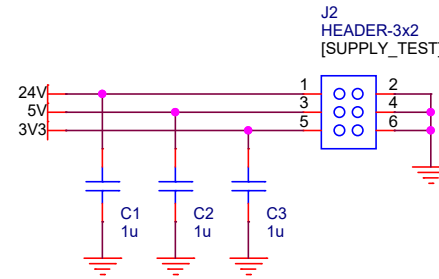 J2
HEADER-3x2
[SUPPLY_TEST]
24V
5V
3V3
1
3
5
2
4
6
C1
1u
C2
1u
C3
1u